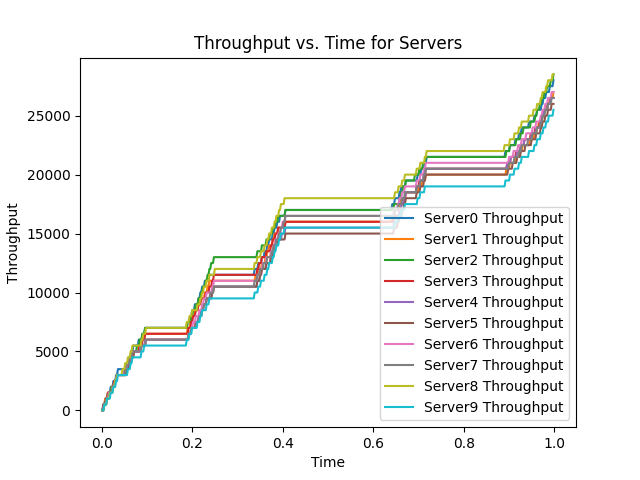 Throughput vs. Time for Servers
25000
20000
15000
10000
5000
0
Throughput
0.0 0.2 0.4 0.6 0.8 1.0
Time
Server0 Throughput
Server1 Throughput
Server2 Throughput
Server3 Throughput
Server4 Throughput
Server5 Throughput
Server6 Throughput
Server7 Throughput
Server8 Throughput
Server9 Throughput